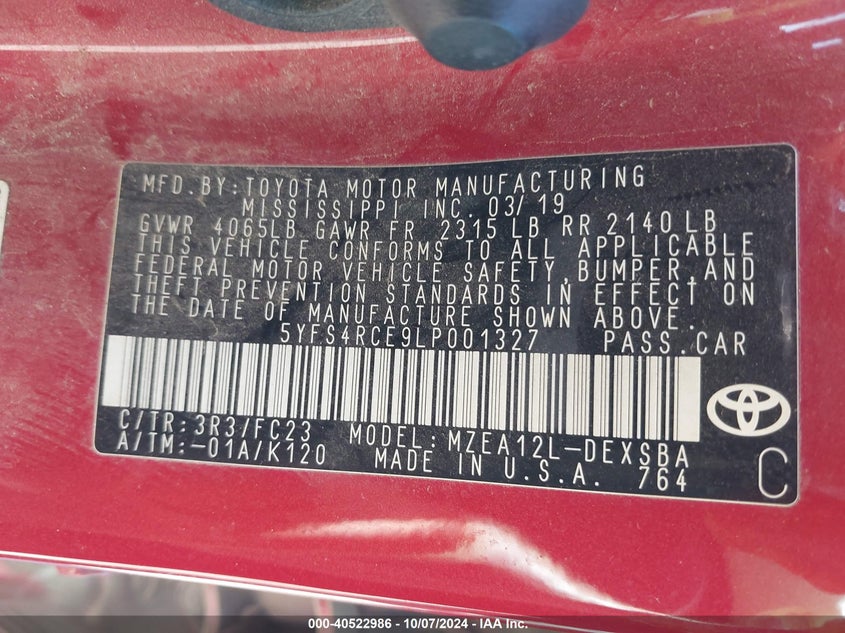 MFD.BY:TOYOTA MOTOR MANUFACTURING
MISSISSIPPI INC. 03/19
GVWR 4065LB GAWR FR 2315 LB RR 2140 LB
THIS VEHICLE CONFORMS TO ALL APPLICABLE
FEDERAL MOTOR VEHICLE SAFETY,BUMPER,AND
THEFT PREVENTION STANDARDS IN EFFECT ON
THE DATE OF MANUFACTURE SHOWN ABOVE.
5YFS4RCE9LP001327 PASS.CAR
C/TR:3R3/FC23 MODEL:MZEA12L-DEXSBA
A/TM:-01A/K120 MADE IN U.S.A. 764
C
000-40522986 - 10/07/2024 - IAA Inc.